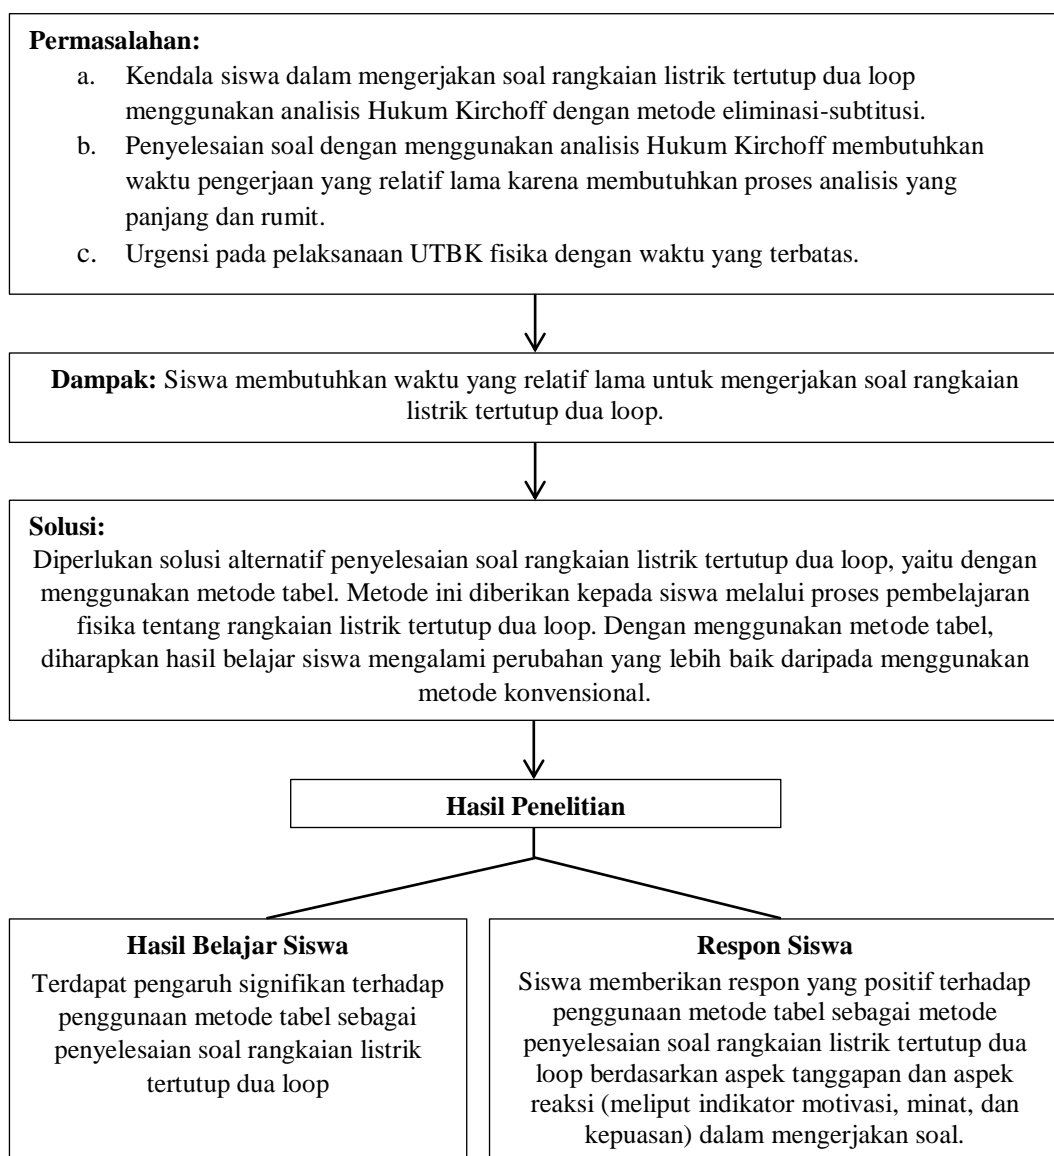 Permasalahan:
a. Kendala siswa dalam mengerjakan soal rangkaian listrik tertutup dua loop
menggunakan analisis Hukum Kirchoff dengan metode eliminasi-subtitusi.
b. Penyelesaian soal dengan menggunakan analisis Hukum Kirchoff membutuhkan
waktu pengerjaan yang relatif lama karena membutuhkan proses analisis yang
panjang dan rumit.
c. Urgensi pada pelaksanaan UTBK fisika dengan waktu yang terbatas.
Dampak: Siswa membutuhkan waktu yang relatif lama untuk mengerjakan soal rangkaian
listrik tertutup dua loop.
Solusi:
Diperlukan solusi alternatif penyelesaian soal rangkaian listrik tertutup dua loop, yaitu dengan
menggunakan metode tabel. Metode ini diberikan kepada siswa melalui proses pembelajaran
fisika tentang rangkaian listrik tertutup dua loop. Dengan menggunakan metode tabel,
diharapkan hasil belajar siswa mengalami perubahan yang lebih baik daripada menggunakan
metode konvensional.
Hasil Penelitian
Hasil Belajar Siswa
Terdapat pengaruh signifikan terhadap
penggunaan metode tabel sebagai
penyelesaian soal rangkaian listrik
tertutup dua loop
Respon Siswa
Siswa memberikan respon yang positif terhadap
penggunaan metode tabel sebagai metode
penyelesaian soal rangkaian listrik tertutup dua
loop berdasarkan aspek tanggapan dan aspek
reaksi (meliput indikator motivasi, minat, dan
kepuasan) dalam mengerjakan soal.